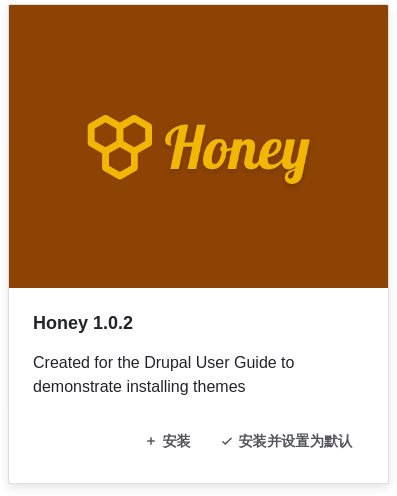 Honey
Honey 1.0.2
Created for the Drupal User Guide to
demonstrate installing themes
+ 安装 ✓ 安装并设置为默认